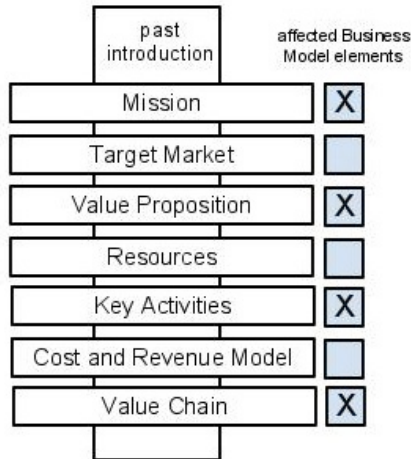 past
introduction
affected Business
Model elements
Mission X
Target Market
Value Proposition X
Resources
Key Activities X
Cost and Revenue Model
Value Chain X